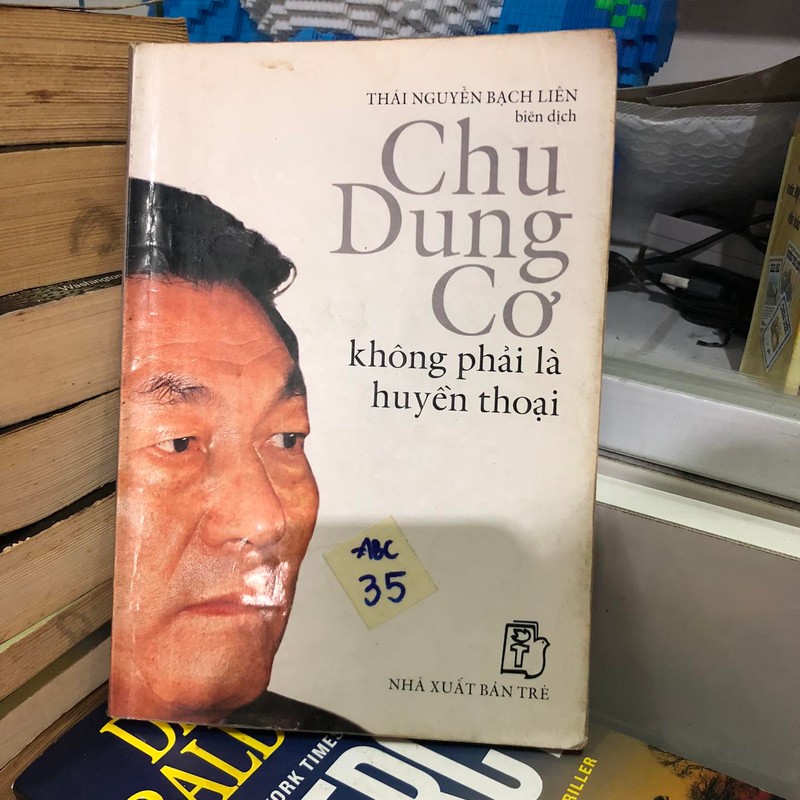 THÁI NGUYỄN BẠCH LIÊN
biên dịch
Chu
Dung
Cơ
không phải là
huyền thoại
ABC
35
T
NHÀ XUẤT BẢN TRẺ
Washington
YORK TIMES